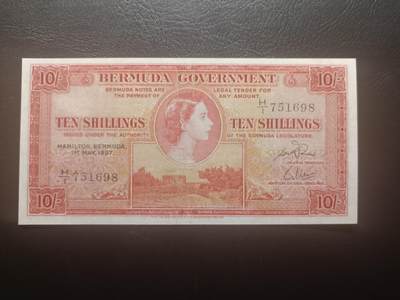 10/- BERMUDA GOVERNMENT 10/-
BERMUDA NOTES ARE LEGAL TENDER FOR
THE PAYMENT OF ANY AMOUNT.
H/1 751698
TEN SHILLINGS TEN SHILLINGS
ISSUED UNDER THE AUTHORITY OF THE BERMUDA LEGISLATURE
HAMILTON, BERMUDA.
1ST MAY, 1957.
H/1 751698
10/- 10/-